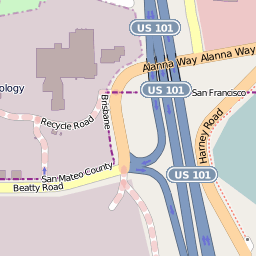 US 101
Alanna Way Alanna Way
ology
US 101
San Francisco
Brisbane
Recycle Road
Harney Road
San Mateo County
US 101
Beatty Road